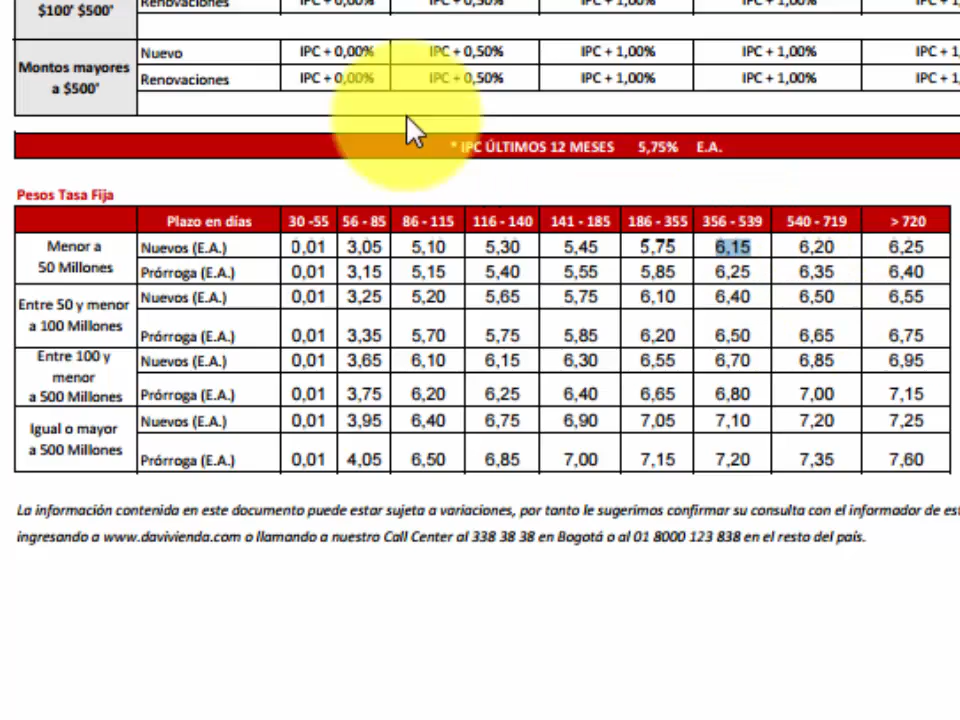 $100' $500' Renovaciones IPC + 0,00% IPC + 0,50% IPC + 1,00% IPC + 1,00%
Montos mayores a $500' Nuevo IPC + 0,00% IPC + 0,50% IPC + 1,00% IPC + 1,00% IPC + 1,
Renovaciones IPC + 0,00% IPC + 0,50% IPC + 1,00% IPC + 1,00% IPC + 1,
* IPC ÚLTIMOS 12 MESES 5,75% E.A.
Pesos Tasa Fija
Plazo en días 30 -55 56 - 85 86 - 115 116 - 140 141 - 185 186 - 355 356 - 539 540 - 719 > 720
Menor a 50 Millones Nuevos (E.A.) 0,01 3,05 5,10 5,30 5,45 5,75 6,15 6,20 6,25
Prórroga (E.A.) 0,01 3,15 5,15 5,40 5,55 5,85 6,25 6,35 6,40
Entre 50 y menor a 100 Millones Nuevos (E.A.) 0,01 3,25 5,20 5,65 5,75 6,10 6,40 6,50 6,55
Prórroga (E.A.) 0,01 3,35 5,70 5,75 5,85 6,20 6,50 6,65 6,75
Entre 100 y menor a 500 Millones Nuevos (E.A.) 0,01 3,65 6,10 6,15 6,30 6,55 6,70 6,85 6,95
Prórroga (E.A.) 0,01 3,75 6,20 6,25 6,40 6,65 6,80 7,00 7,15
Igual o mayor a 500 Millones Nuevos (E.A.) 0,01 3,95 6,40 6,75 6,90 7,05 7,10 7,20 7,25
Prórroga (E.A.) 0,01 4,05 6,50 6,85 7,00 7,15 7,20 7,35 7,60
La información contenida en este documento puede estar sujeta a variaciones, por tanto le sugerimos confirmar su consulta con el informador de es
ingresando a www.davivienda.com o llamando a nuestro Call Center al 338 38 38 en Bogotá o al 01 8000 123 838 en el resto del país.